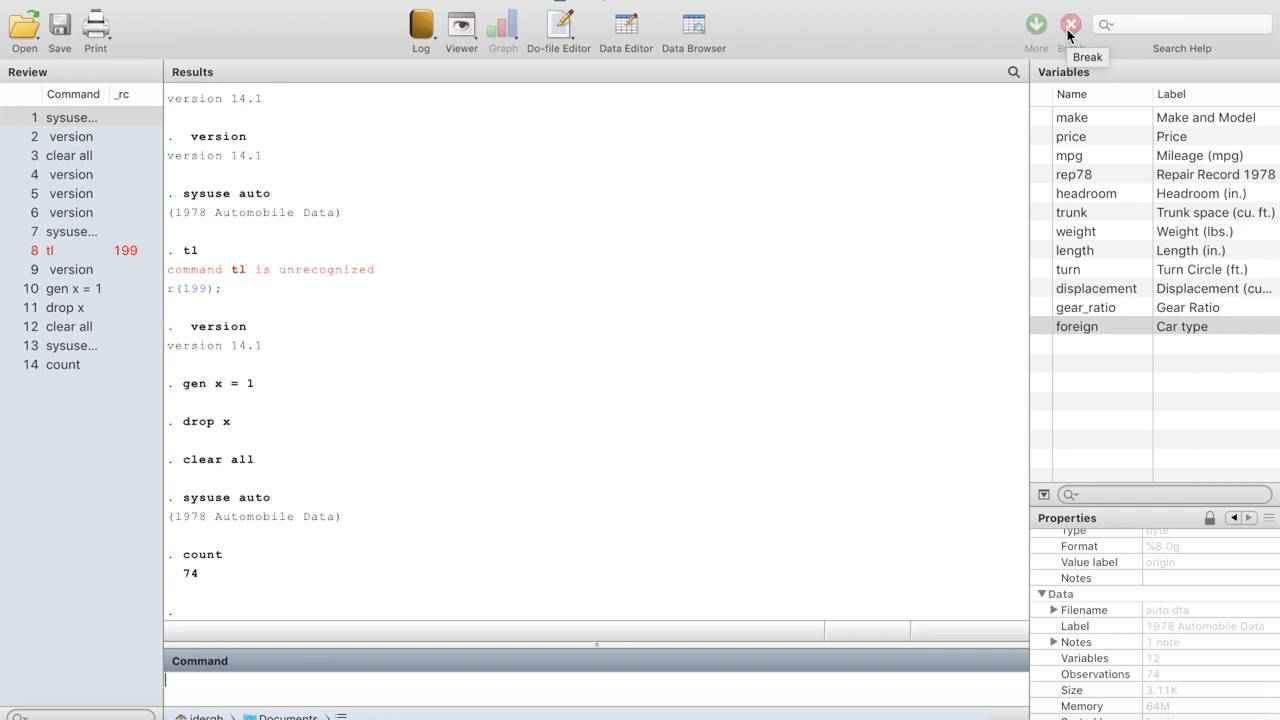 Open Save Print Log Viewer Graph Do-file Editor Data Editor Data Browser More Search Help
Break
Review
Command _rc
1 sysuse...
2 version
3 clear all
4 version
5 version
6 version
7 sysuse...
8 tl 199
9 version
10 gen x = 1
11 drop x
12 clear all
13 sysuse...
14 count
Results
version 14.1
. version
version 14.1
. sysuse auto
(1978 Automobile Data)
. tl
command tl is unrecognized
r(199);
. version
version 14.1
. gen x = 1
. drop x
. clear all
. sysuse auto
(1978 Automobile Data)
. count
74
.
Command
idergh Documents
Variables
Name Label
make Make and Model
price Price
mpg Mileage (mpg)
rep78 Repair Record 1978
headroom Headroom (in.)
trunk Trunk space (cu. ft.)
weight Weight (lbs.)
length Length (in.)
turn Turn Circle (ft.)
displacement Displacement (cu...
gear_ratio Gear Ratio
foreign Car type
Properties
Type byte
Format %8.0g
Value label origin
Notes
Data
Filename auto.dta
Label 1978 Automobile Data
Notes 1 note
Variables 12
Observations 74
Size 3.11K
Memory 64M